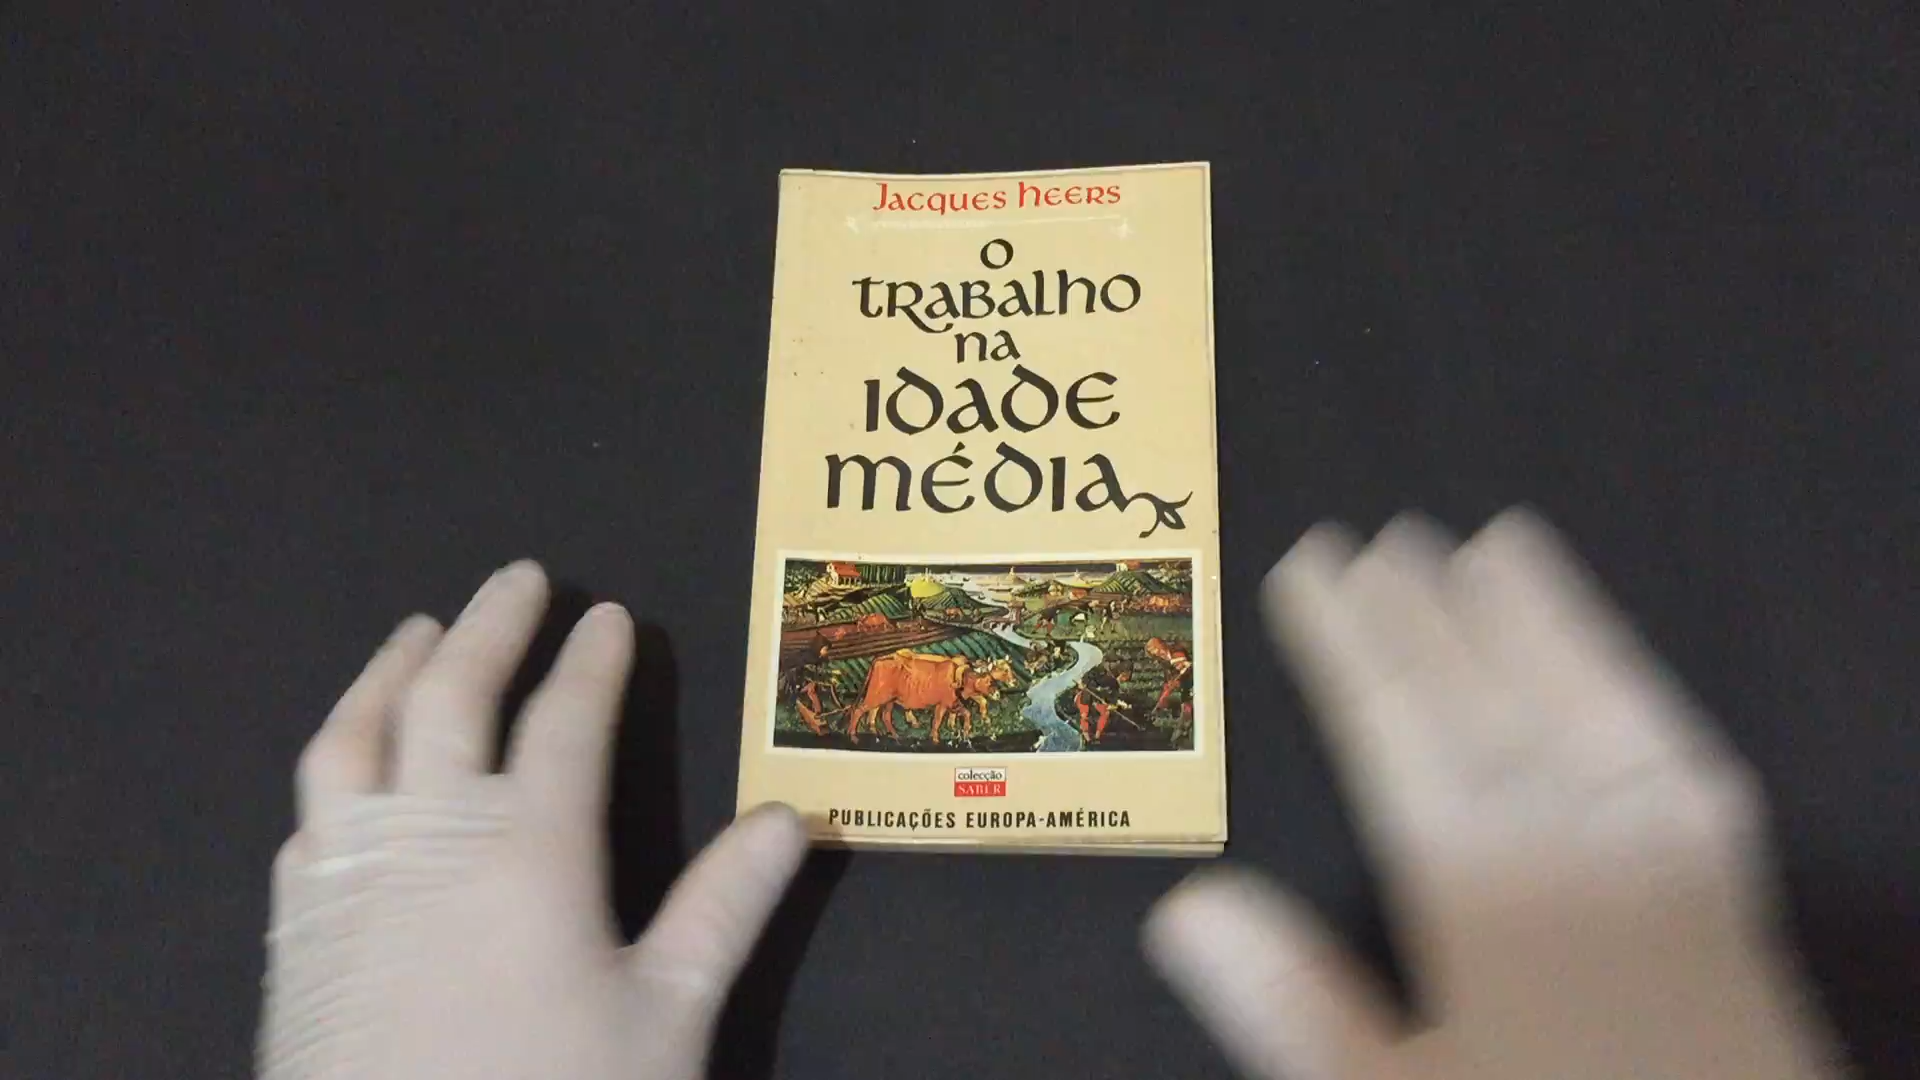 Jacques Heers
O
TRABALHO
NA
IDADE
MÉDIA
colecção
SABER
PUBLICAÇÕES EUROPA-AMÉRICA